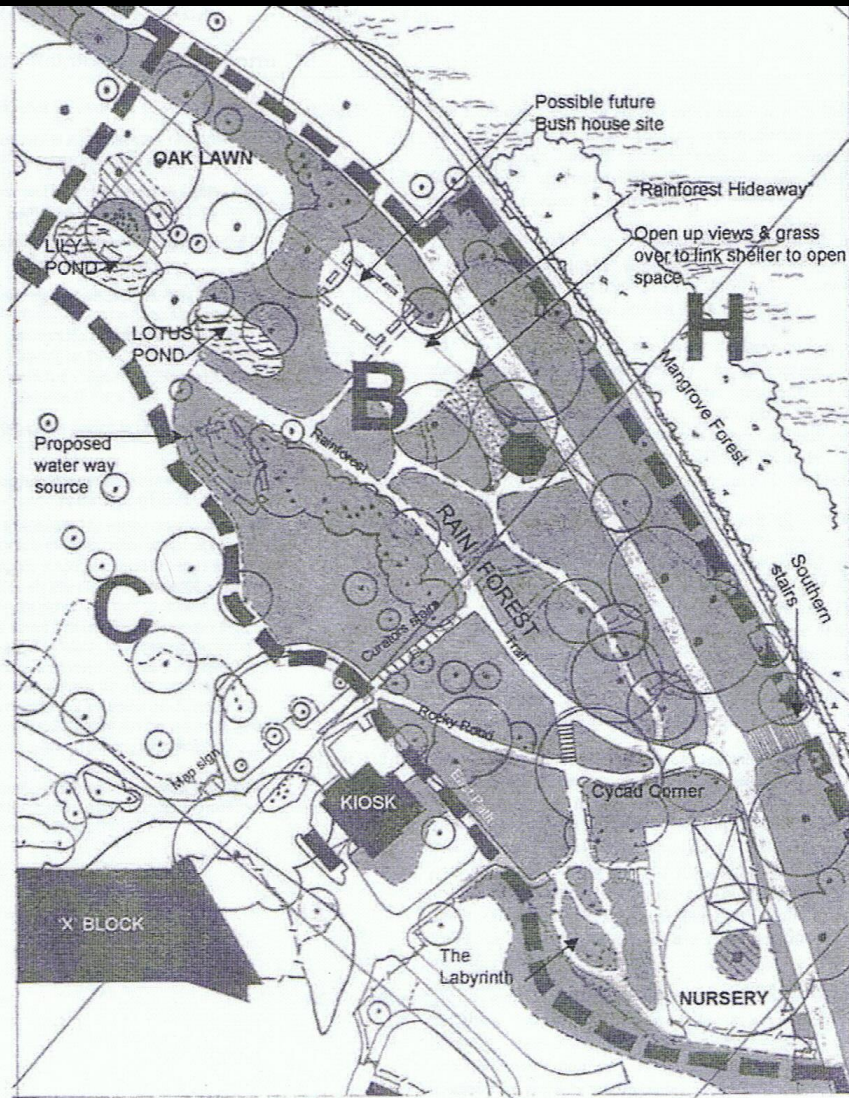 Possible future
Bush house site
OAK LAWN
"Rainforest Hideaway"
Open up views & grass
over to link shelter to open
space
LILY
POND
H
LOTUS
POND
B
Mangrove Forest
Proposed
water way
source
Rainforest
RAIN FOREST
Trail
C
Southern
stairs
Curators stairs
Rocky Road
Map sign
KIOSK
Path
Cycad Corner
'X' BLOCK
The
Labyrinth
NURSERY